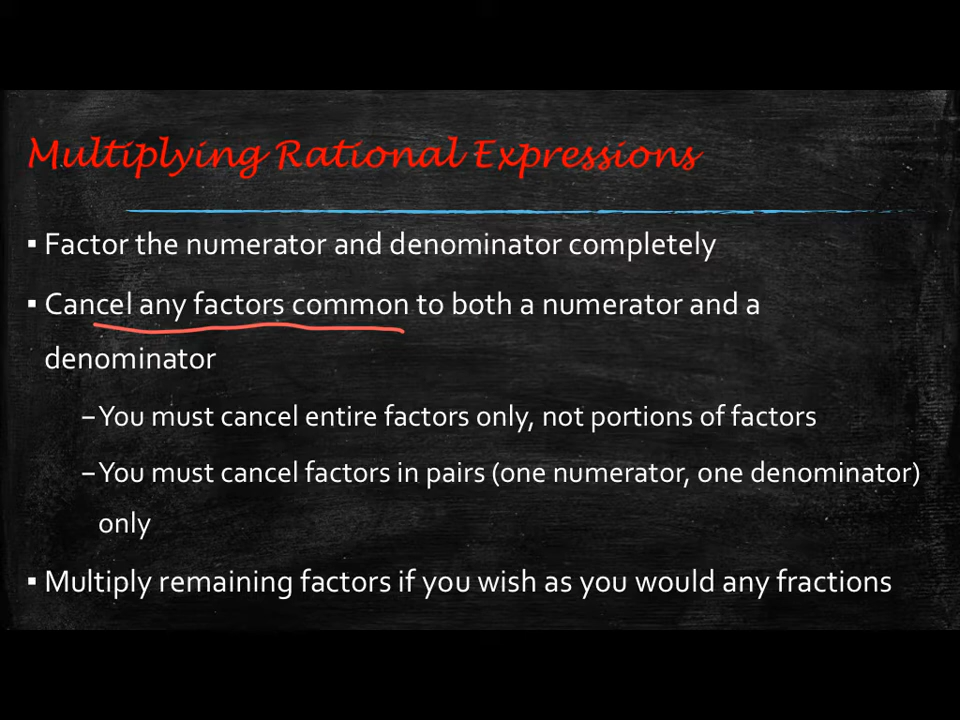 Multiplying Rational Expressions
▪ Factor the numerator and denominator completely
▪ Cancel any factors common to both a numerator and a
denominator
–You must cancel entire factors only, not portions of factors
–You must cancel factors in pairs (one numerator, one denominator)
only
▪ Multiply remaining factors if you wish as you would any fractions